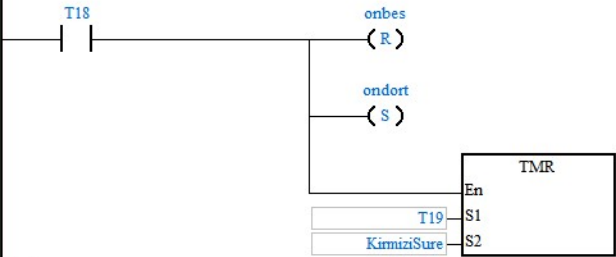 T18
onbes
R
ondort
S
TMR
En
T19
S1
KirmiziSure
S2